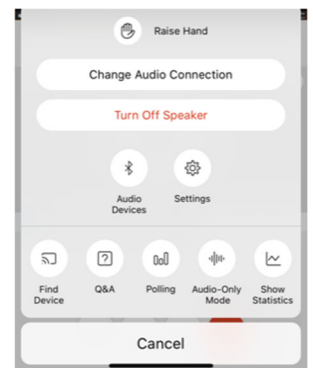 Raise Hand
Change Audio Connection
Turn Off Speaker
Audio
Devices
Settings
Find
Device
Q&A
Polling
Audio-Only
Mode
Show
Statistics
Cancel